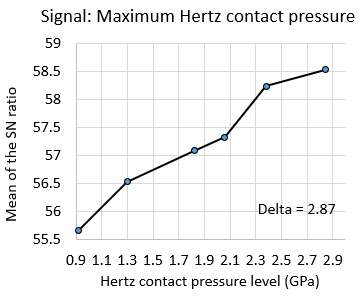 Signal: Maximum Hertz contact pressure
59
58.5
58
57.5
57
56.5
56
55.5
Mean of the SN ratio
Delta = 2.87
0.9 1.1 1.3 1.5 1.7 1.9 2.1 2.3 2.5 2.7 2.9
Hertz contact pressure level (GPa)